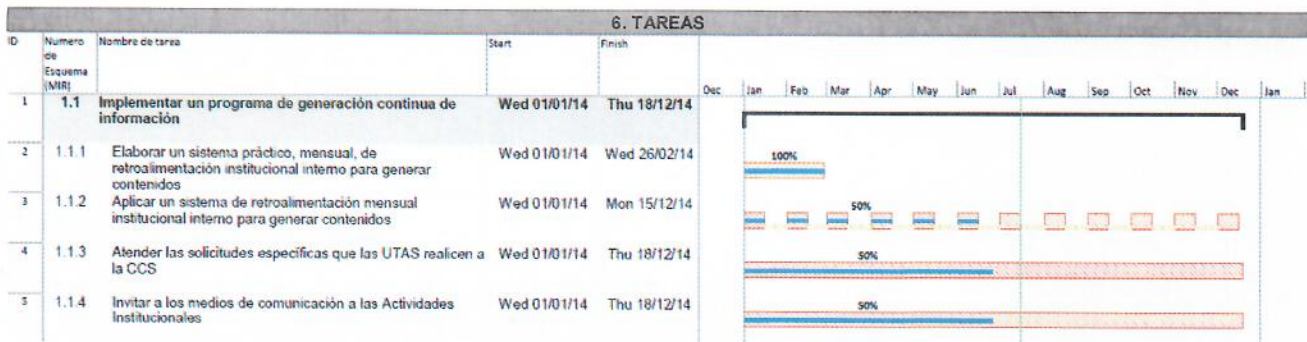 6. TAREAS
ID Numero de Esquema (MIR) Nombre de tarea Start Finish
Dec Jan Feb Mar Apr May Jun Jul Aug Sep Oct Nov Dec Jan
1 1.1 Implementar un programa de generación continua de Wed 01/01/14 Thu 18/12/14
información
2 1.1.1 Elaborar un sistema práctico, mensual, de Wed 01/01/14 Wed 26/02/14 100%
retroalimentación institucional interno para generar
contenidos
3 1.1.2 Aplicar un sistema de retroalimentación mensual Wed 01/01/14 Mon 15/12/14 50%
institucional interno para generar contenidos
4 1.1.3 Atender las solicitudes específicas que las UTAS realicen a Wed 01/01/14 Thu 18/12/14 50%
la CCS
5 1.1.4 Invitar a los medios de comunicación a las Actividades Wed 01/01/14 Thu 18/12/14 50%
Institucionales